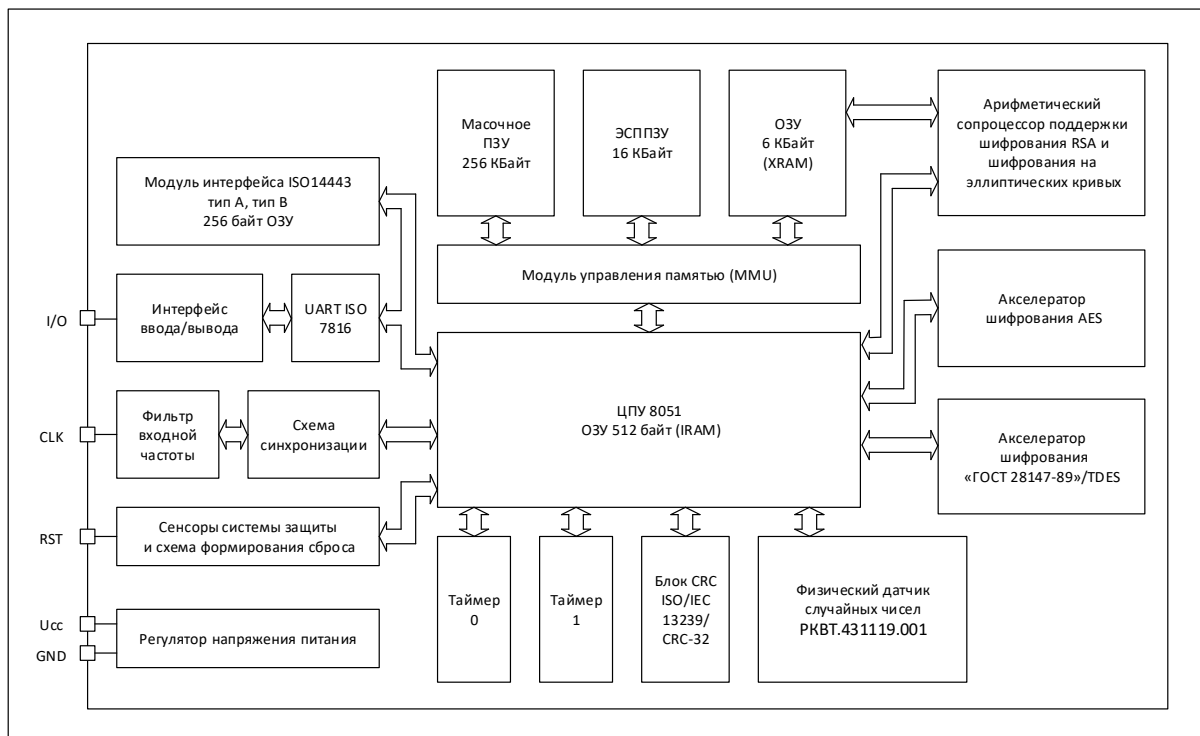 Масочное
ПЗУ
256 КБайт
ЭСППЗУ
16 КБайт
ОЗУ
6 КБайт
(XRAM)
Арифметический
сопроцессор поддержки
шифрования RSA и
шифрования на
эллиптических кривых
Модуль интерфейса ISO14443
тип А, тип В
256 байт ОЗУ
Модуль управления памятью (MMU)
I/O
Интерфейс
ввода/вывода
UART ISO
7816
Акселератор
шифрования AES
CLK
Фильтр
входной
частоты
Схема
синхронизации
ЦПУ 8051
ОЗУ 512 байт (IRAM)
Акселератор
шифрования
«ГОСТ 28147-89»/TDES
RST
Сенсоры системы защиты
и схема формирования сброса
Ucc
GND
Регулятор напряжения питания
Таймер
0
Таймер
1
Блок CRC
ISO/IEC
13239/
CRC-32
Физический датчик
случайных чисел
РКВТ.431119.001